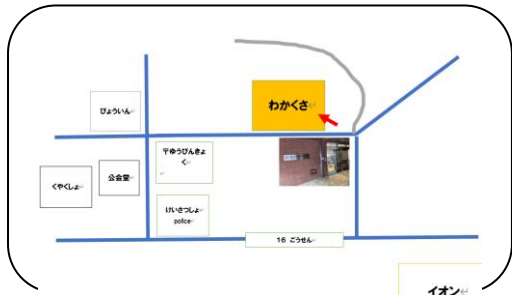 わかくさ
びょういん
〒ゆうびんきょ
く
くやくしょ
公会堂
けいさつしょ
police
16 ごうせん
イオン